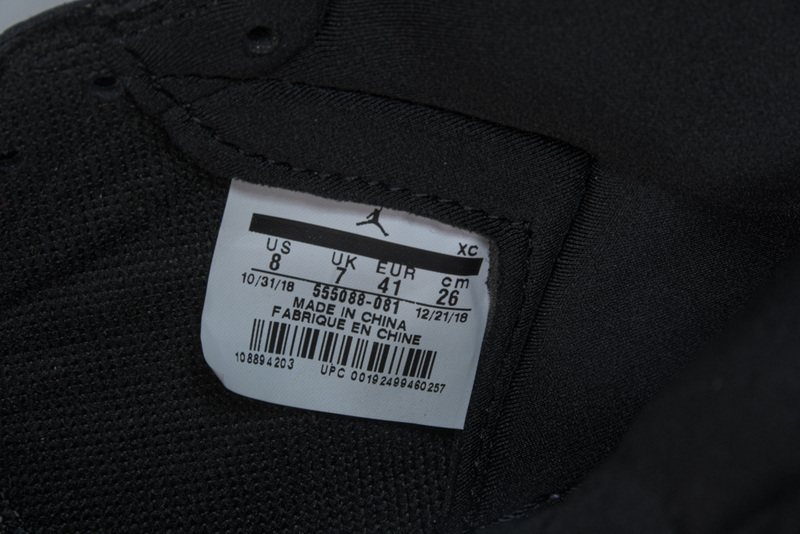 XC
US UK EUR cm
8 7 41 26
10/31/18 555088-081 12/21/18
MADE IN CHINA
FABRIQUE EN CHINE
108894203 UPC 00192499460257